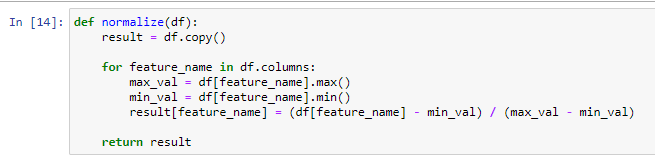 In [14]: def normalize(df):
result = df.copy()
for feature_name in df.columns:
max_val = df[feature_name].max()
min_val = df[feature_name].min()
result[feature_name] = (df[feature_name] - min_val) / (max_val - min_val)
return result